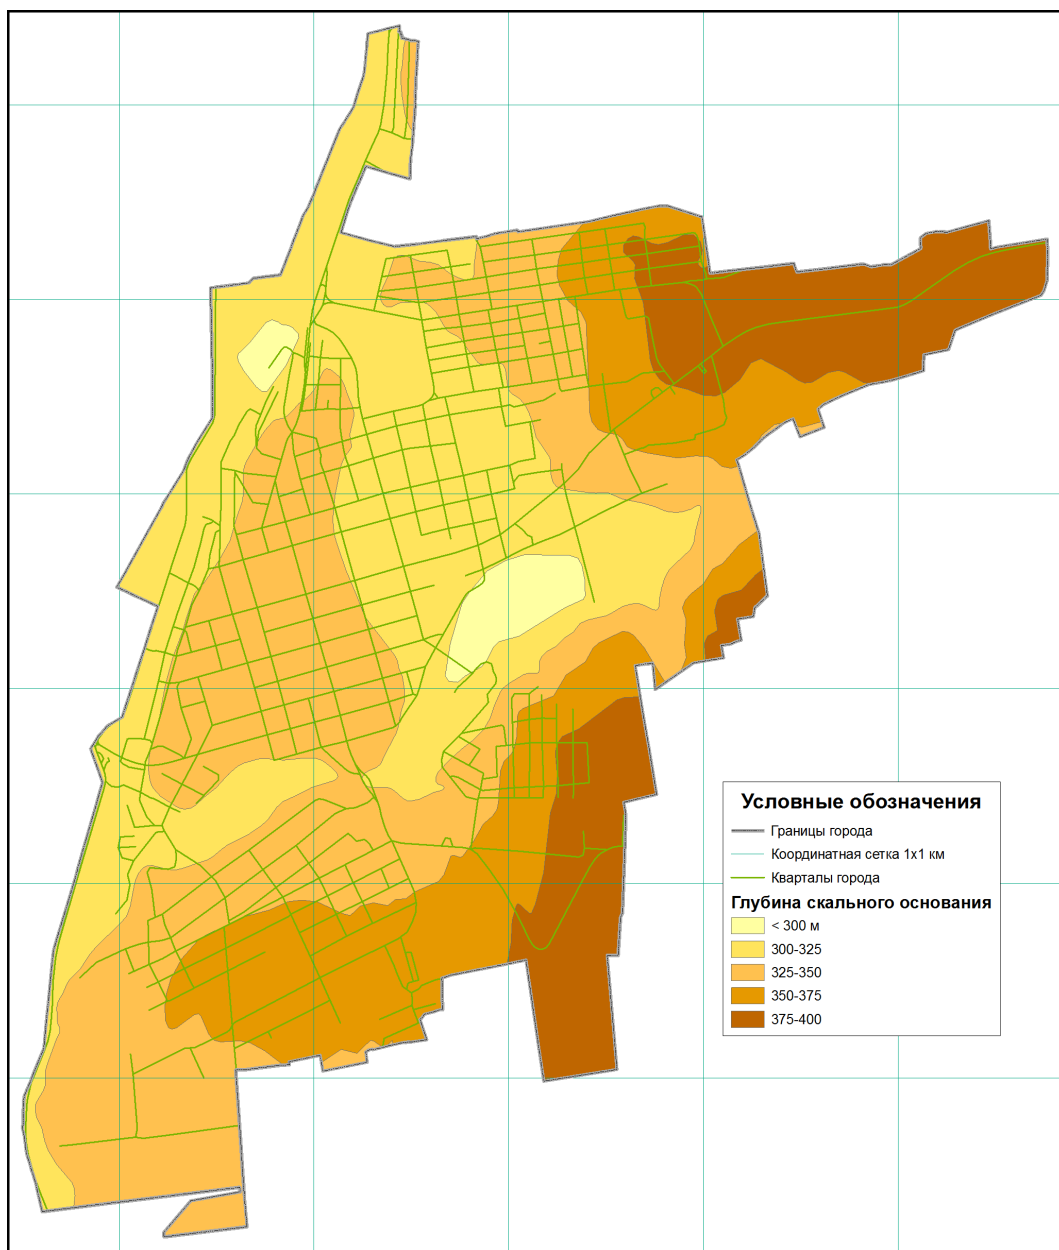 Условные обозначения
Границы города
Координатная сетка 1х1 км
Кварталы города
Глубина скального основания
< 300 м
300-325
325-350
350-375
375-400